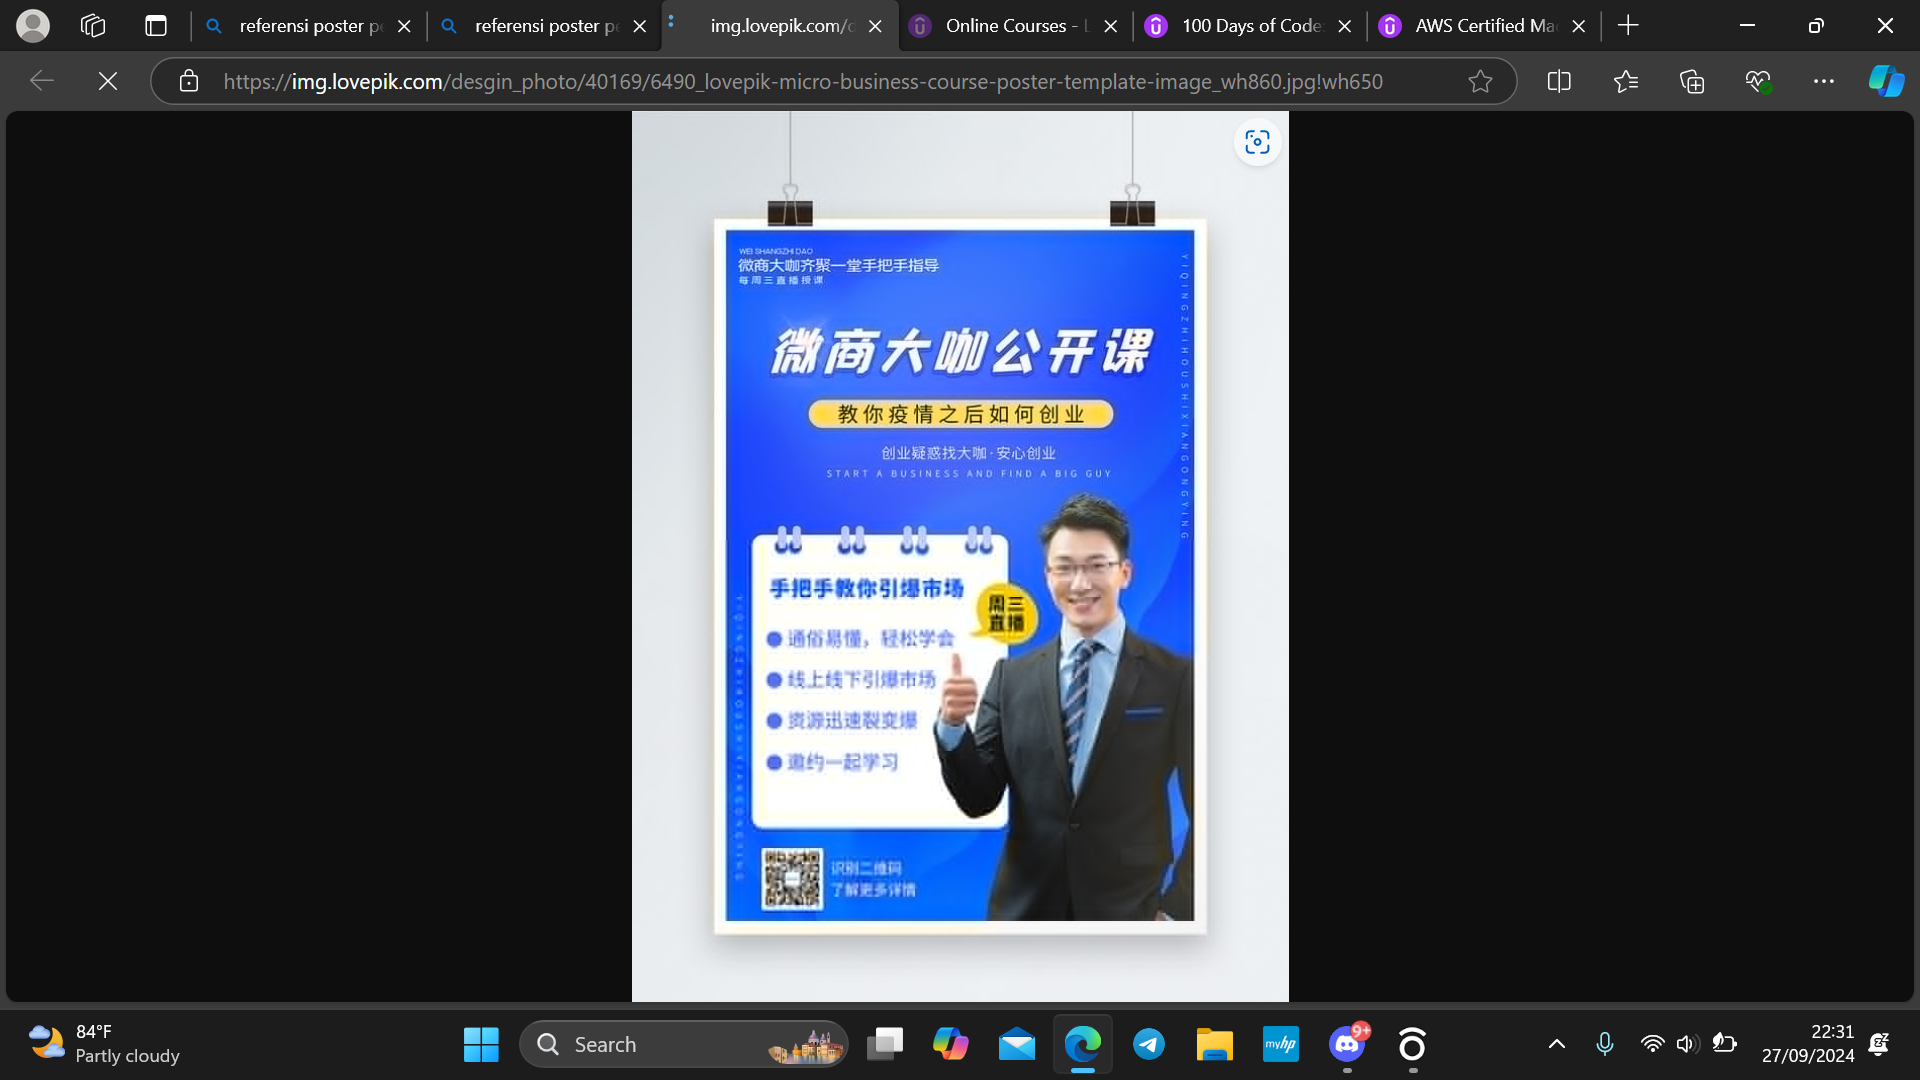 referensi poster pe
referensi poster pe
img.lovepik.com/d
Online Courses - L
100 Days of Code:
AWS Certified Ma
https://img.lovepik.com/desgin_photo/40169/6490_lovepik-micro-business-course-poster-template-image_wh860.jpg!wh650
WEI SHANGZHI DAO
微商大咖齐聚一堂手把手指导
每周三直播授课
微商大咖公开课
教你疫情之后如何创业
创业疑惑找大咖·安心创业
START A BUSINESS AND FIND A BIG GUY
YIQINGZHIHOUSHIXIANGONGYING
手把手教你引爆市场
周三
直播
通俗易懂，轻松学会
线上线下引爆市场
资源迅速裂变爆
邀约一起学习
识别二维码
了解更多详情
84°F
Partly cloudy
Search
myhp
9+
22:31
27/09/2024